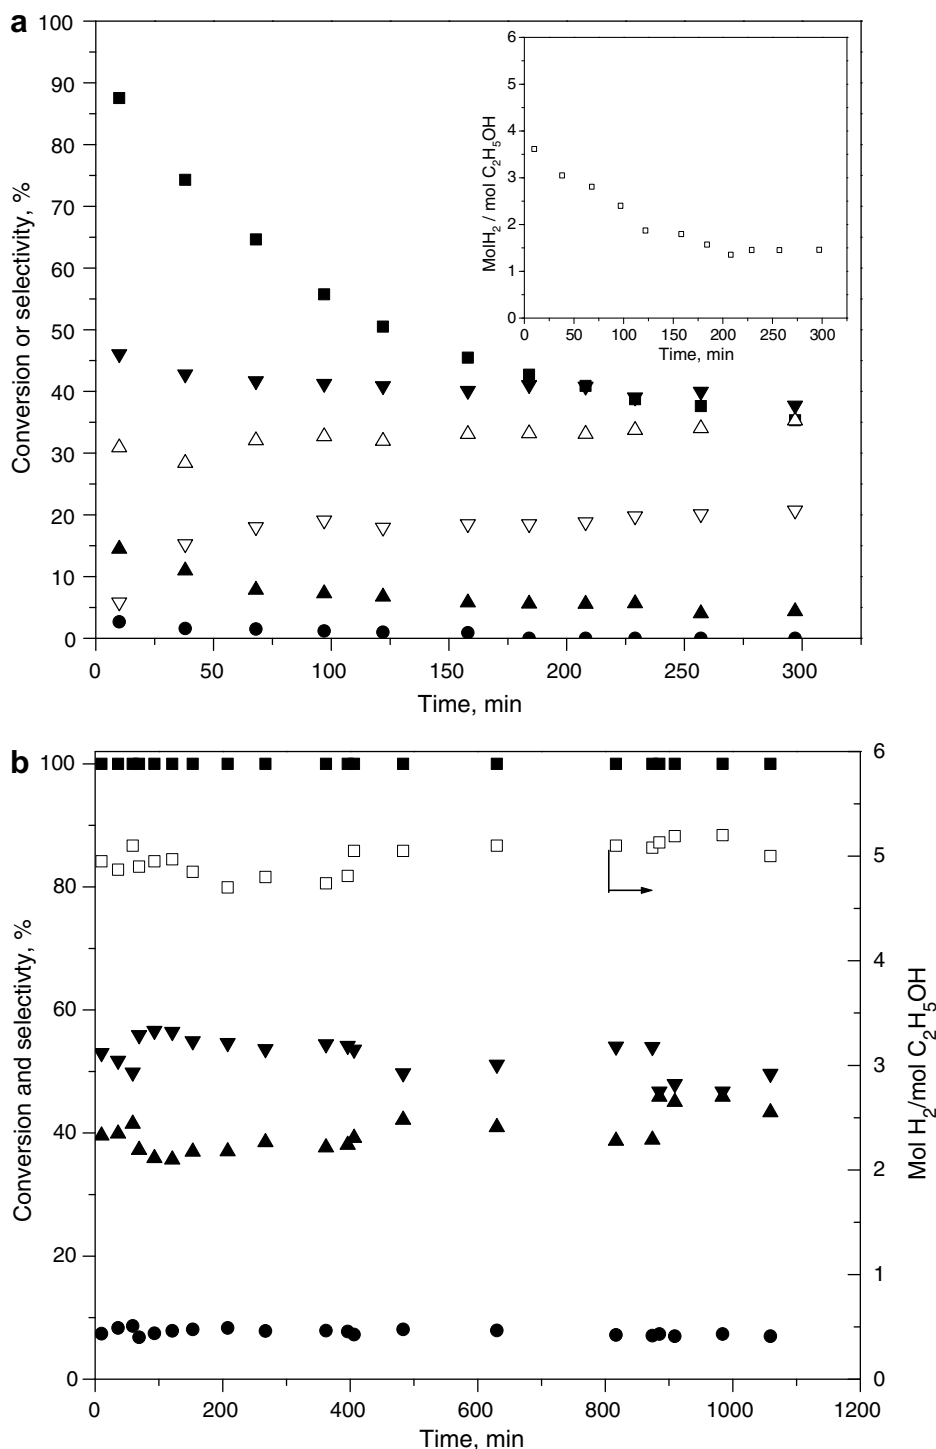 a
100
90
80
70
60
50
40
30
20
10
0
Conversion or selectivity, %
0 50 100 150 200 250 300
Time, min
6
5
4
3
2
1
0
MolH2 / mol C2H5OH
0 50 100 150 200 250 300
Time, min
b
100
80
60
40
20
0
Conversion and selectivty, %
6
5
4
3
2
1
0
Mol H2/mol C2H5OH
0 200 400 600 800 1000 1200
Time, min